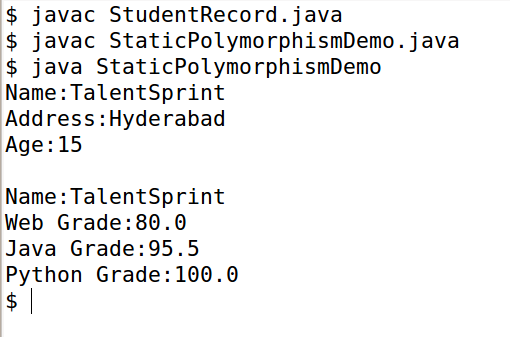 $ javac StudentRecord.java
$ javac StaticPolymorphismDemo.java
$ java StaticPolymorphismDemo
Name:TalentSprint
Address:Hyderabad
Age:15
Name:TalentSprint
Web Grade:80.0
Java Grade:95.5
Python Grade:100.0
$